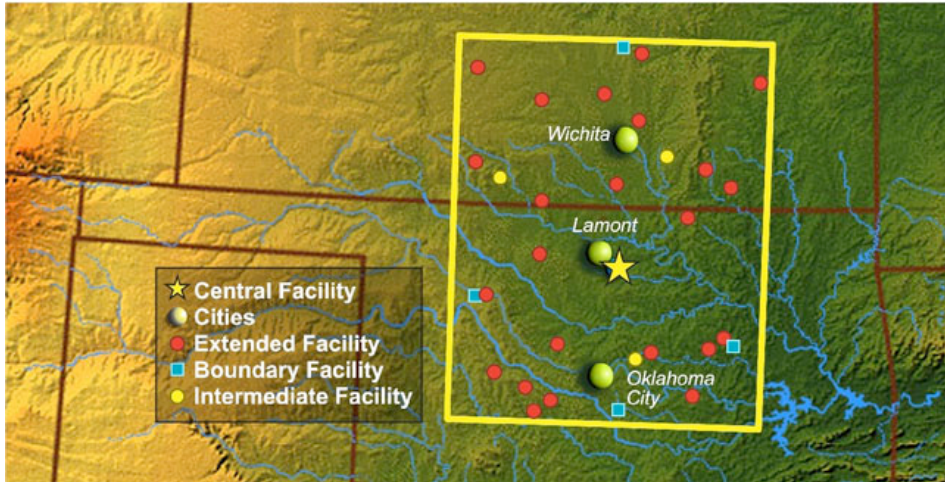 Wichita
Lamont
Central Facility
Cities
Extended Facility
Boundary Facility
Intermediate Facility
Oklahoma
City